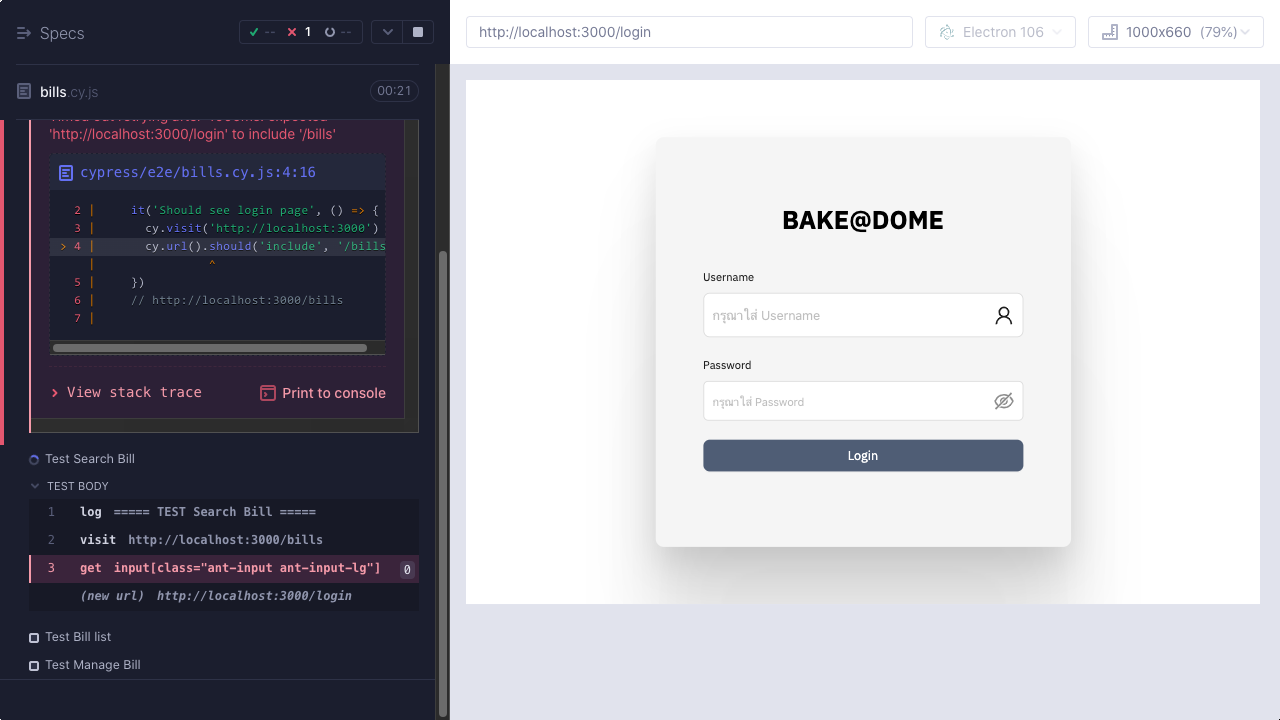 Specs
-- 1 --
http://localhost:3000/login
Electron 106
1000x660 (79%)
bills.cy.js
00:21
'http://localhost:3000/login' to include '/bills'
cypress/e2e/bills.cy.js:4:16
2 | it('Should see login page', () => {
3 | cy.visit('http://localhost:3000')
> 4 | cy.url().should('include', '/bills
| ^
5 | })
6 | // http://localhost:3000/bills
7 |
> View stack trace
Print to console
Test Search Bill
TEST BODY
1 log ===== TEST Search Bill =====
2 visit http://localhost:3000/bills
3 get input[class="ant-input ant-input-lg"] 0
(new url) http://localhost:3000/login
Test Bill list
Test Manage Bill
BAKE@DOME
Username
กรุณาใส่ Username
Password
กรุณาใส่ Password
Login